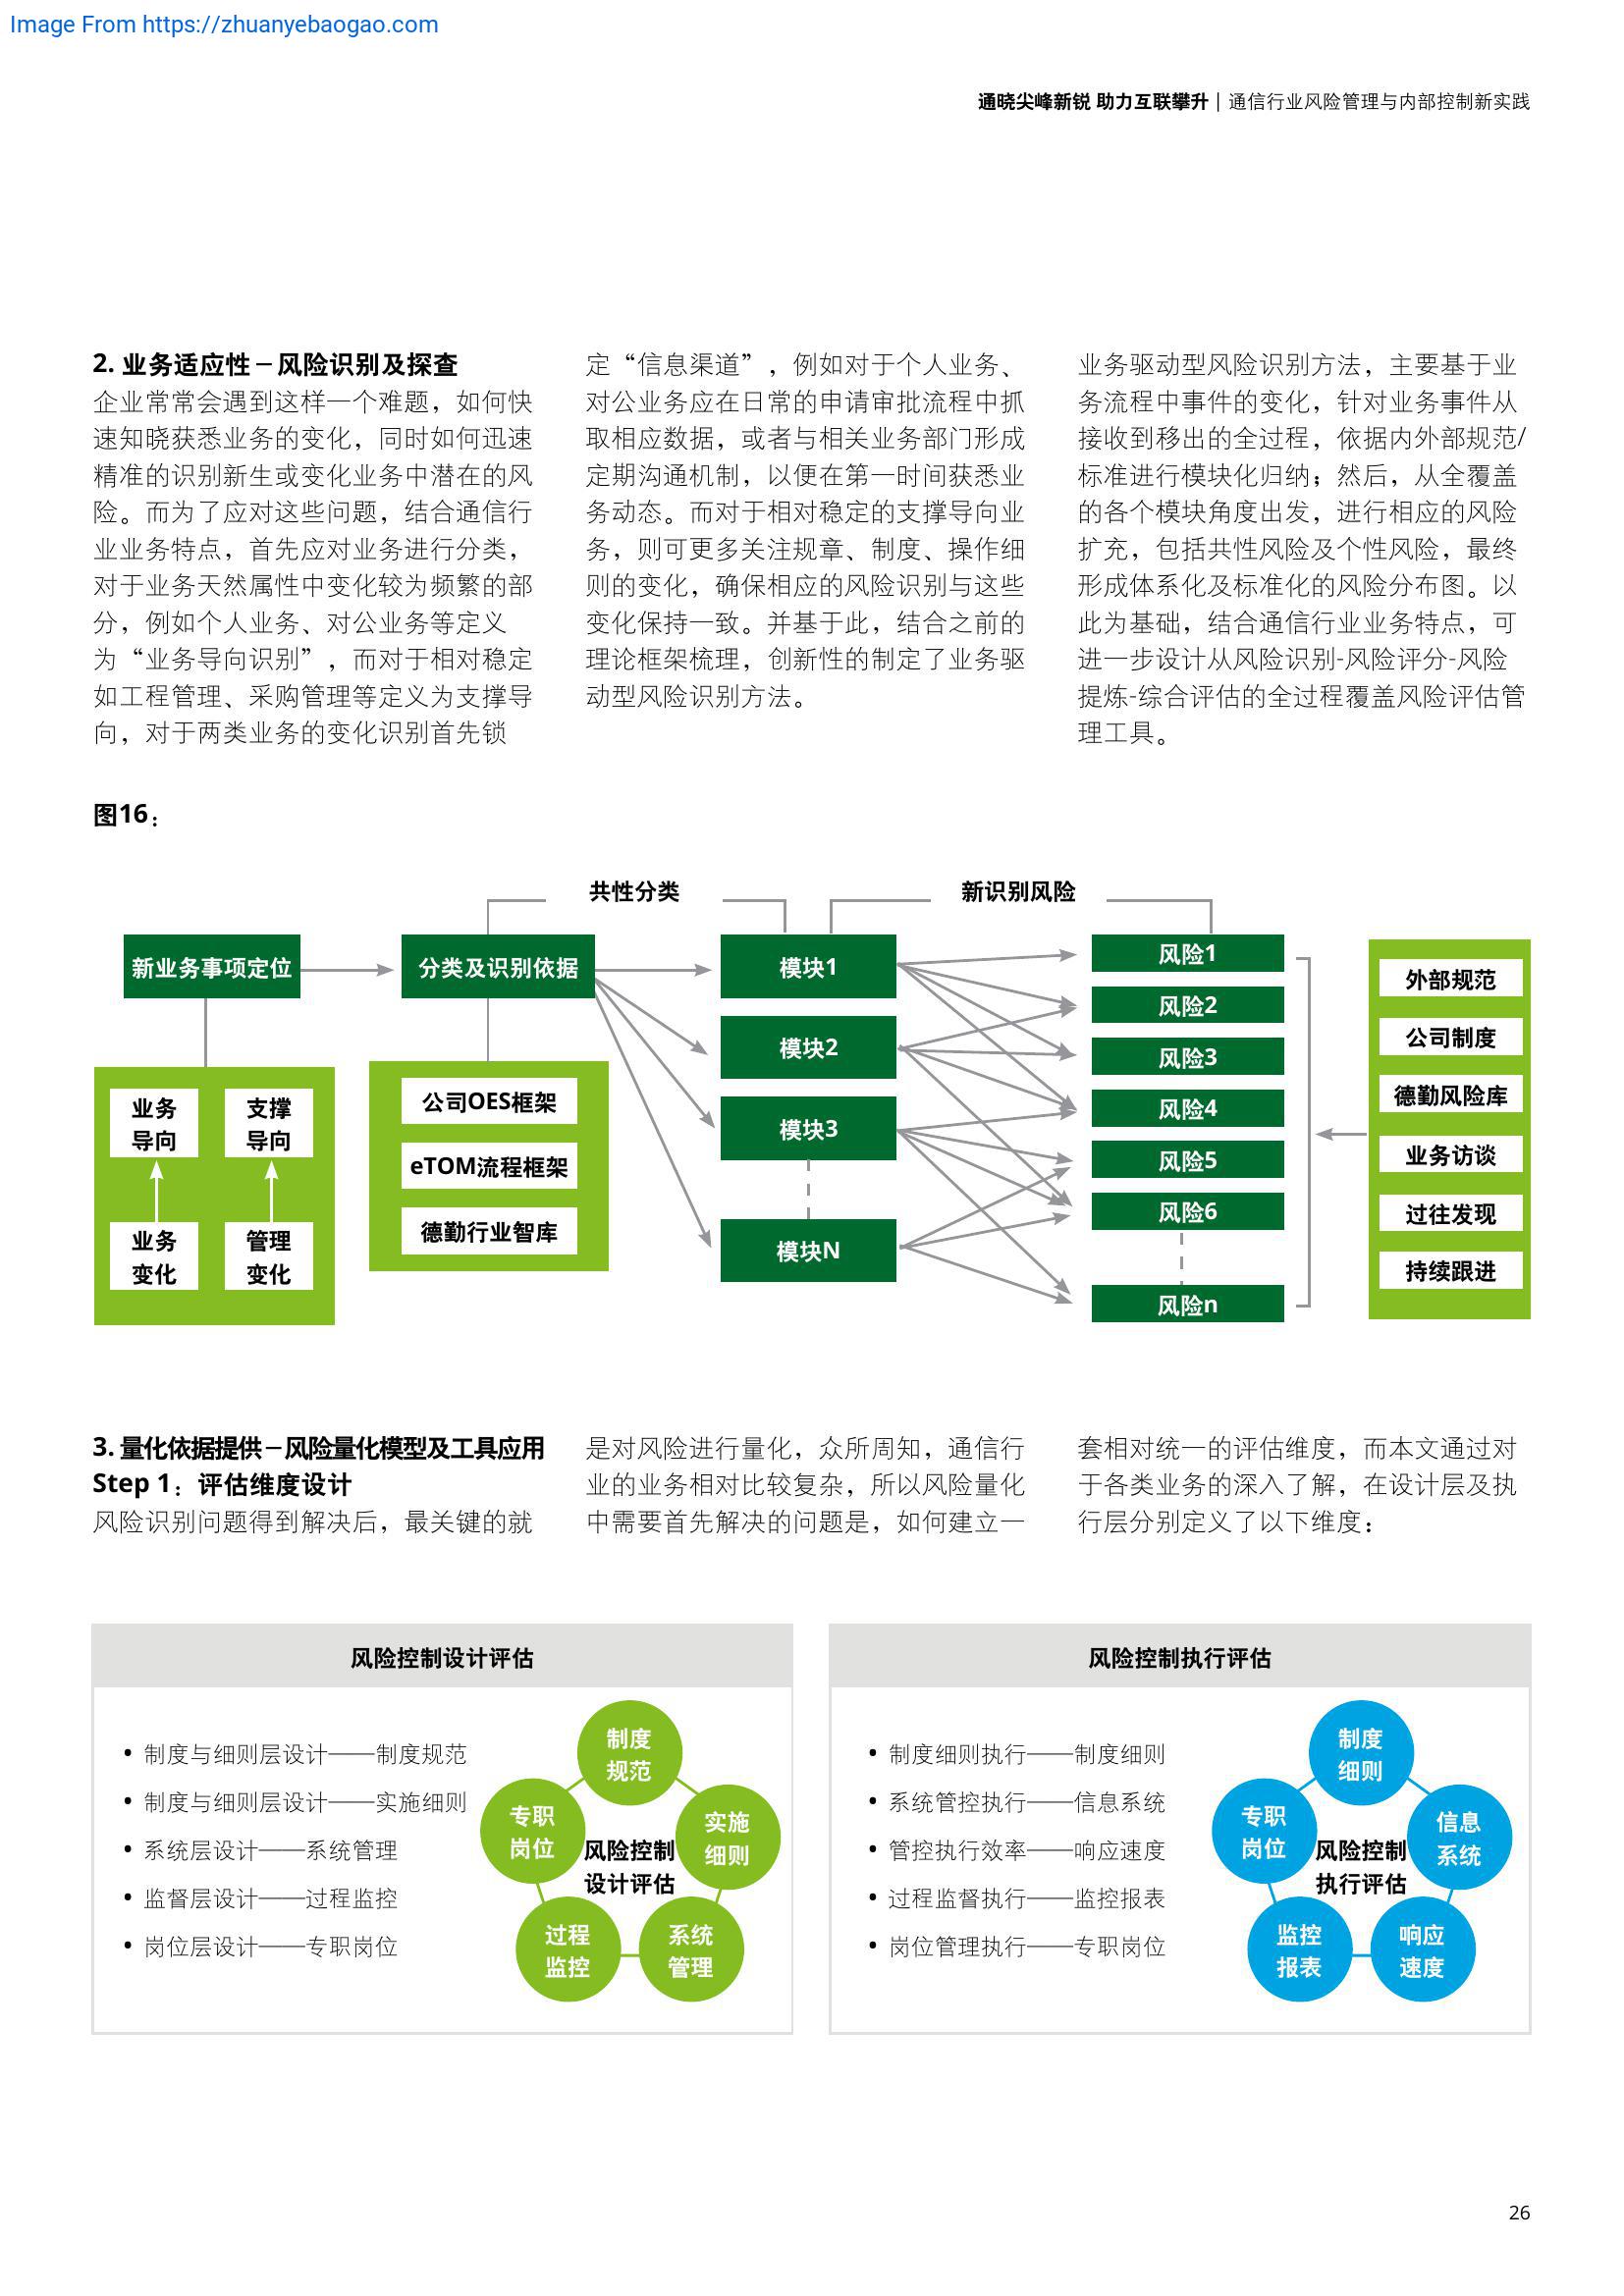 Image From https://zhuanyebaogao.com
通晓尖峰新锐 助力互联攀升 | 通信行业风险管理与内部控制新实践
2. 业务适应性 – 风险识别及探查
企业常常会遇到这样一个难题，如何快
速知晓获悉业务的变化，同时如何迅速
精准的识别新生或变化业务中潜在的风
险。而为了应对这些问题，结合通信行
业业务特点，首先应对业务进行分类，
对于业务天然属性中变化较为频繁的部
分，例如个人业务、对公业务等定义
为“业务导向识别”，而对于相对稳定
如工程管理、采购管理等定义为支撑导
向，对于两类业务的变化识别首先锁
定“信息渠道”，例如对于个人业务、
对公业务应在日常的申请审批流程中抓
取相应数据，或者与相关业务部门形成
定期沟通机制，以便在第一时间获悉业
务动态。而对于相对稳定的支撑导向业
务，则可更多关注规章、制度、操作细
则的变化，确保相应的风险识别与这些
变化保持一致。并基于此，结合之前的
理论框架梳理，创新性的制定了业务驱
动型风险识别方法。
业务驱动型风险识别方法，主要基于业
务流程中事件的变化，针对业务事件从
接收到移出的全过程，依据内外部规范/
标准进行模块化归纳；然后，从全覆盖
的各个模块角度出发，进行相应的风险
扩充，包括共性风险及个性风险，最终
形成体系化及标准化的风险分布图。以
此为基础，结合通信行业业务特点，可
进一步设计从风险识别-风险评分-风险
提炼-综合评估的全过程覆盖风险评估管
理工具。
图16：
共性分类
新识别风险
新业务事项定位
业务
导向
支撑
导向
业务
变化
管理
变化
分类及识别依据
公司OES框架
eTOM流程框架
德勤行业智库
模块1
模块2
模块3
模块N
风险1
风险2
风险3
风险4
风险5
风险6
风险n
外部规范
公司制度
德勤风险库
业务访谈
过往发现
持续跟进
3. 量化依据提供 – 风险量化模型及工具应用
Step 1：评估维度设计
风险识别问题得到解决后，最关键的就
是对风险进行量化，众所周知，通信行
业的业务相对比较复杂，所以风险量化
中需要首先解决的问题是，如何建立一
套相对统一的评估维度，而本文通过对
于各类业务的深入了解，在设计层及执
行层分别定义了以下维度：
风险控制设计评估
• 制度与细则层设计——制度规范
• 制度与细则层设计——实施细则
• 系统层设计——系统管理
• 监督层设计——过程监控
• 岗位层设计——专职岗位
制度
规范
专职
岗位
实施
细则
风险控制
设计评估
过程
监控
系统
管理
风险控制执行评估
• 制度细则执行——制度细则
• 系统管控执行——信息系统
• 管控执行效率——响应速度
• 过程监督执行——监控报表
• 岗位管理执行——专职岗位
制度
细则
专职
岗位
信息
系统
风险控制
执行评估
监控
报表
响应
速度
26